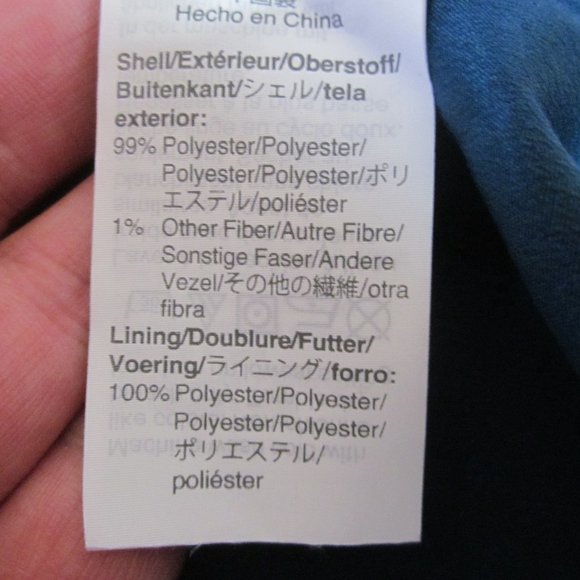 Hecho en China
Shell/Extérieur/Oberstoff/
Buitenkant/シェル/tela
exterior:
99% Polyester/Polyester/
Polyester/Polyester/ポリ
エステル/poliéster
1% Other Fiber/Autre Fibre/
Sonstige Faser/Andere
Vezel/その他の繊維/otra
fibra
Lining/Doublure/Futter/
Voering/ライニング/forro:
100% Polyester/Polyester/
Polyester/Polyester/
ポリエステル/
poliéster